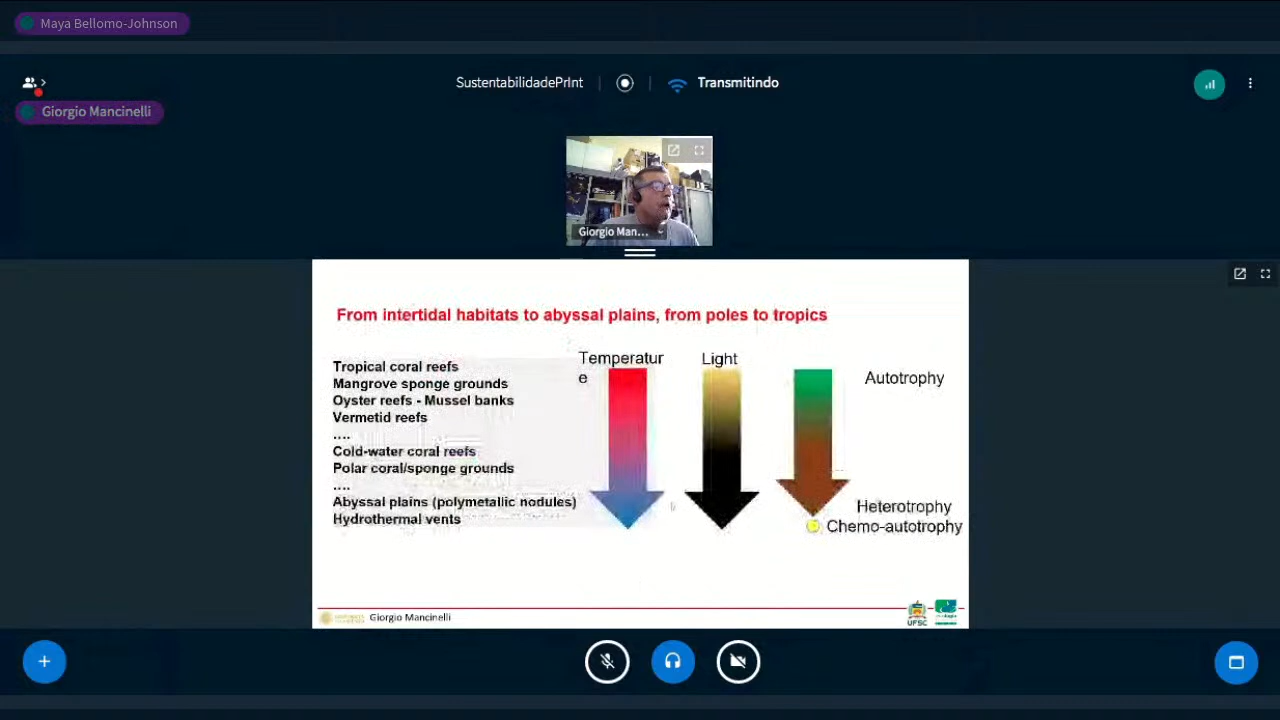 Maya Bellomo-Johnson
SustentabilidadePrInt
Transmitindo
Giorgio Mancinelli
Giorgio Man...
From intertidal habitats to abyssal plains, from poles to tropics
Tropical coral reefs
Mangrove sponge grounds
Oyster reefs - Mussel banks
Vermetid reefs
....
Cold-water coral reefs
Polar coral/sponge grounds
....
Abyssal plains (polymetallic nodules)
Hydrothermal vents
Temperatur
e
Light
Autotrophy
Heterotrophy
Chemo-autotrophy
Giorgio Mancinelli
UFSC